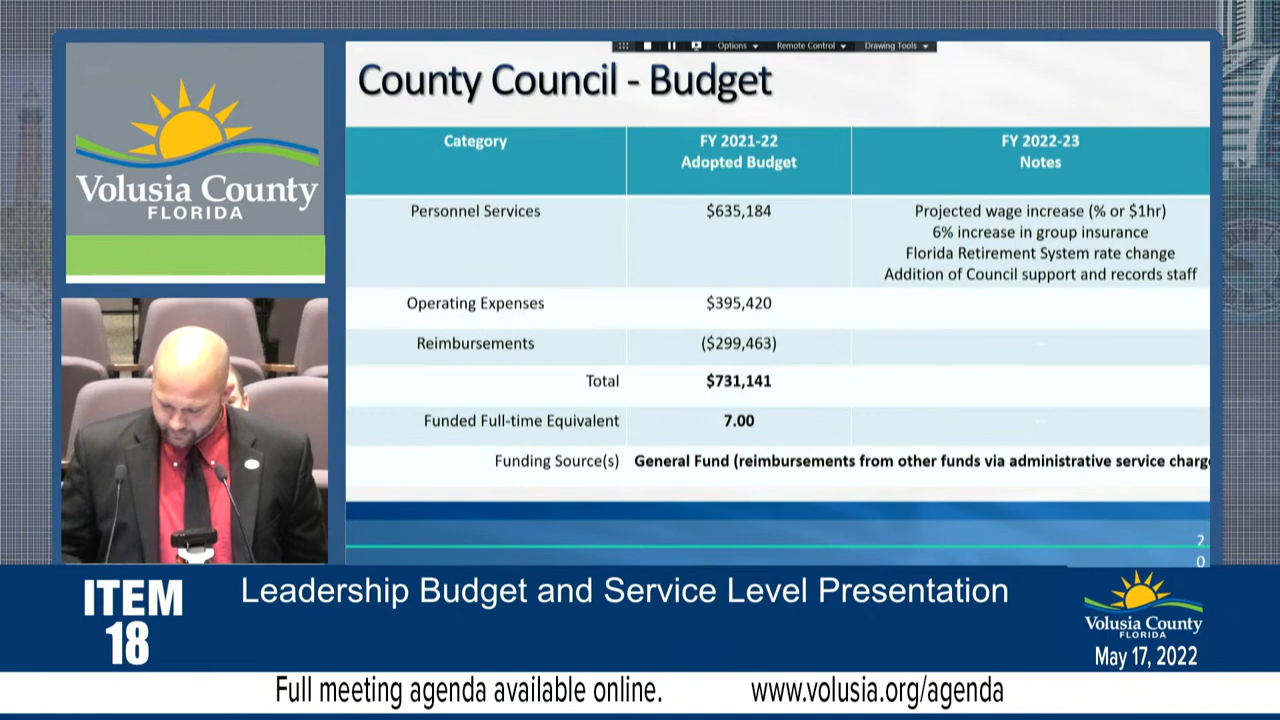 Options
Remote Control
Drawing Tools
County Council - Budget
Category
FY 2021-22
Adopted Budget
FY 2022-23
Notes
Personnel Services
$635,184
Projected wage increase (% or $1hr)
6% increase in group insurance
Florida Retirement System rate change
Addition of Council support and records staff
Operating Expenses
$395,420
Reimbursements
($299,463)
Total
$731,141
Funded Full-time Equivalent
7.00
Funding Source(s)
General Fund (reimbursements from other funds via administrative service charg
2
0
Volusia County
FLORIDA
ITEM
18
Leadership Budget and Service Level Presentation
Volusia County
FLORIDA
May 17, 2022
Full meeting agenda available online.
www.volusia.org/agenda